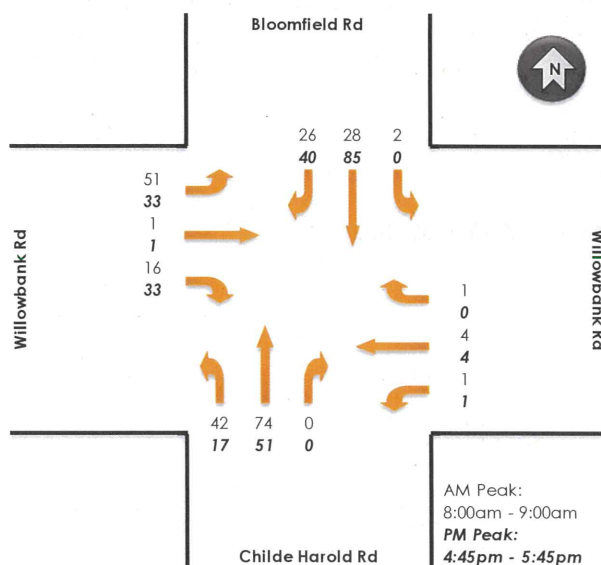 Bloomfield Rd
N
26 28 2
40 85 0
51
33
1
1
16
33
Willowbank Rd
Willowbank Rd
1
0
4
4
1
1
42 74 0
17 51 0
AM Peak:
8:00am - 9:00am
PM Peak:
4:45pm - 5:45pm
Childe Harold Rd